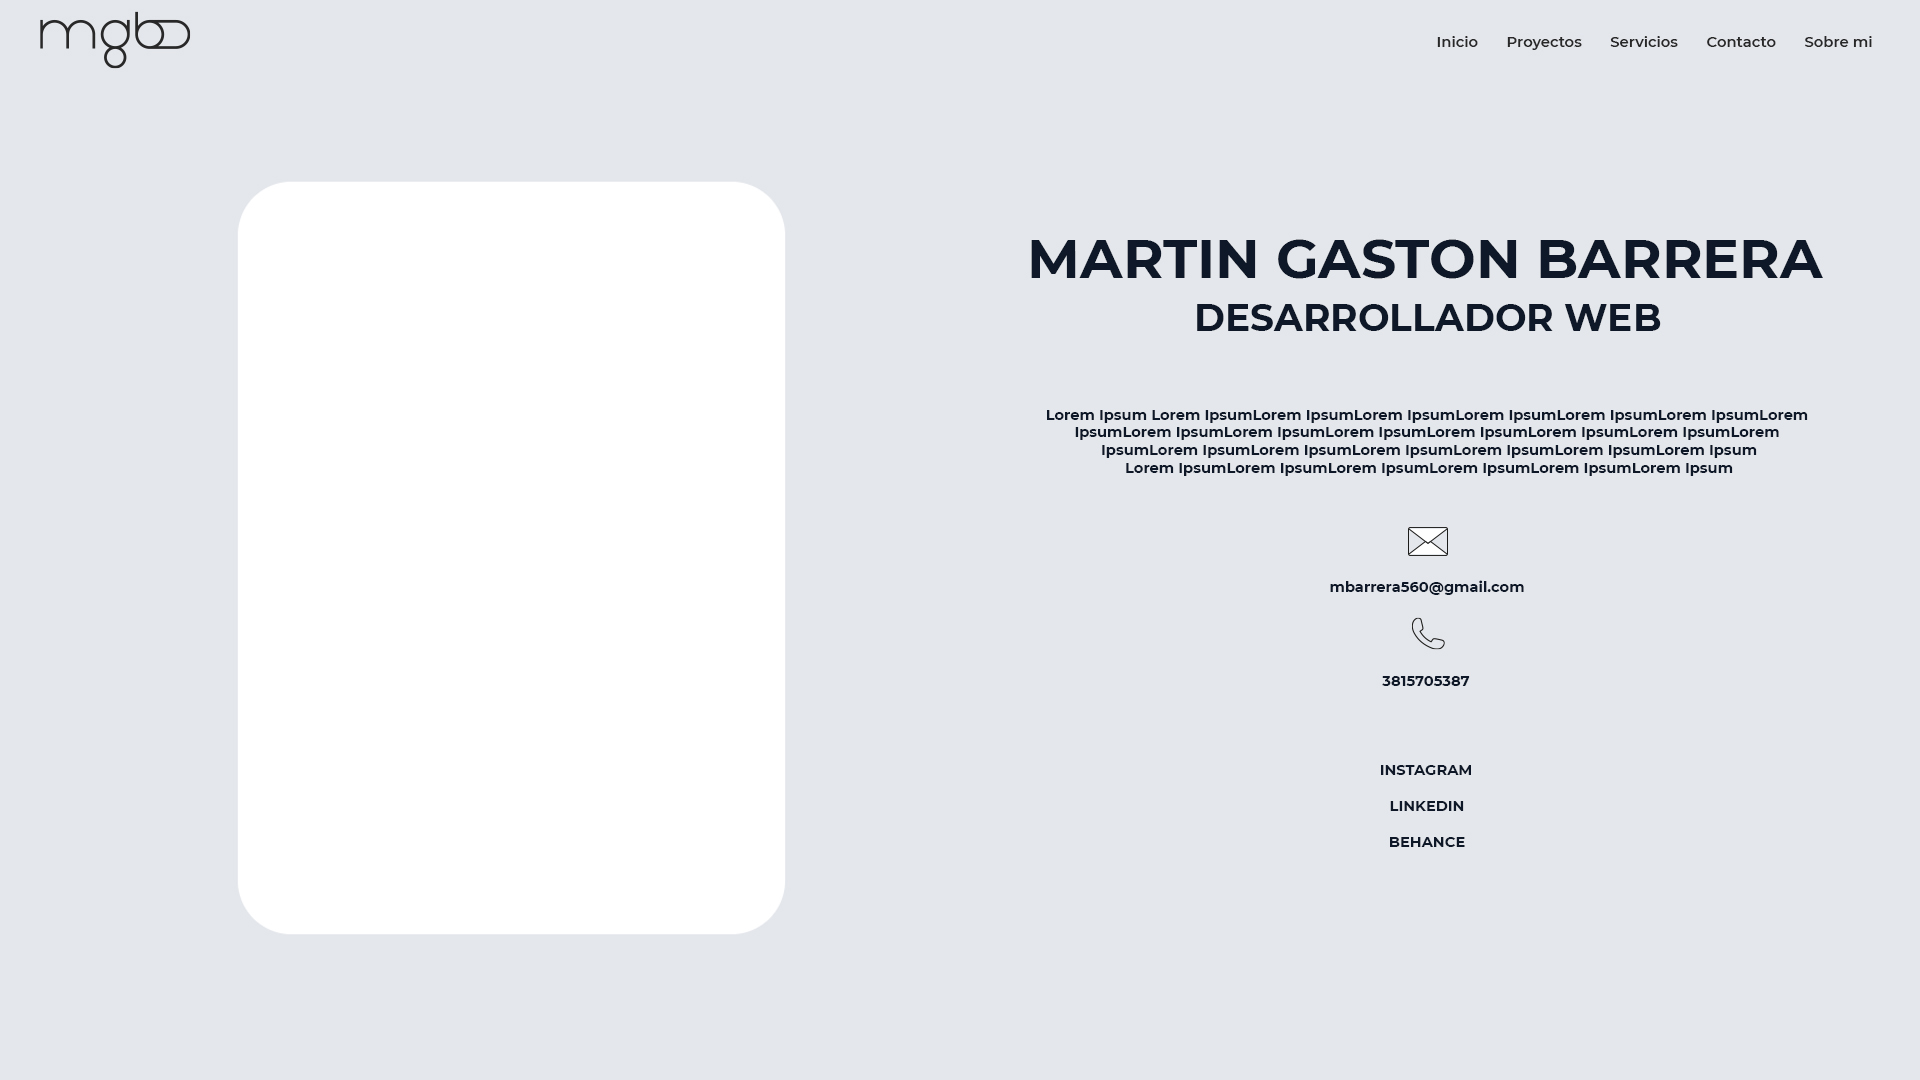 mgb
Inicio Proyectos Servicios Contacto Sobre mi
MARTIN GASTON BARRERA
DESARROLLADOR WEB
Lorem Ipsum Lorem IpsumLorem IpsumLorem IpsumLorem IpsumLorem IpsumLorem IpsumLorem
IpsumLorem IpsumLorem IpsumLorem IpsumLorem IpsumLorem IpsumLorem IpsumLorem
IpsumLorem IpsumLorem IpsumLorem IpsumLorem IpsumLorem IpsumLorem Ipsum
Lorem IpsumLorem IpsumLorem IpsumLorem IpsumLorem IpsumLorem Ipsum
mbarrera560@gmail.com
3815705387
INSTAGRAM
LINKEDIN
BEHANCE